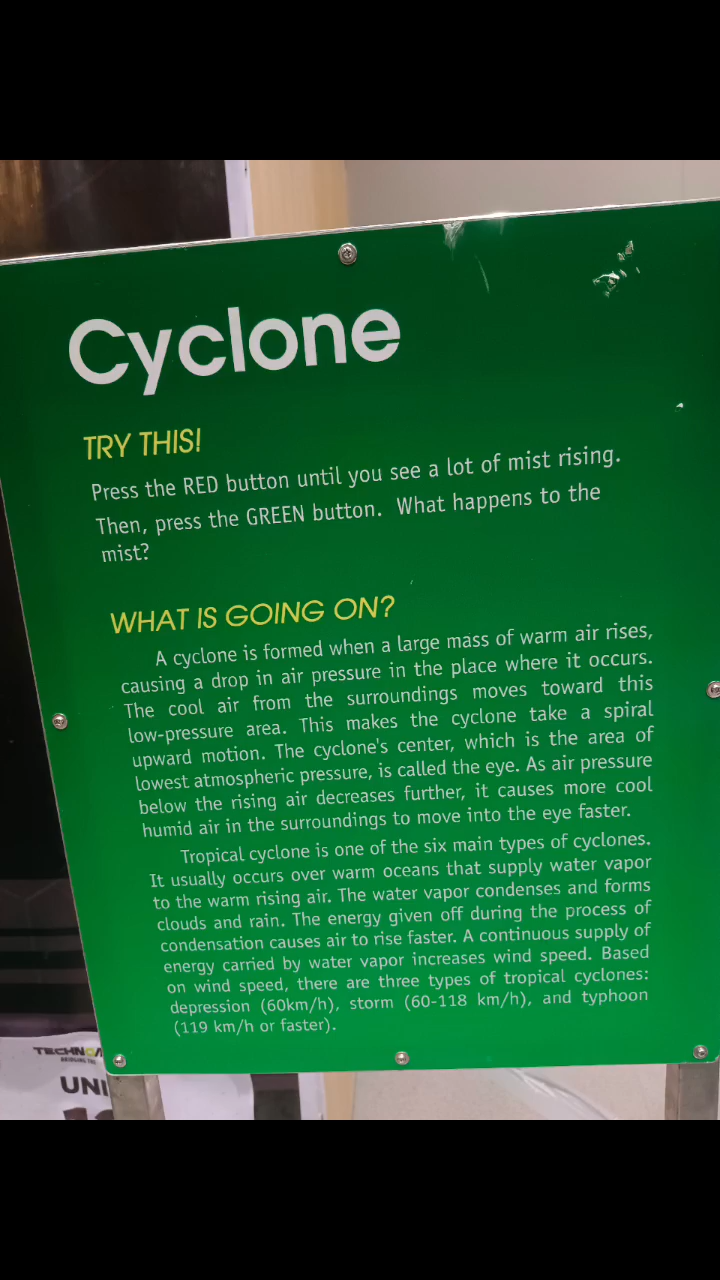 Cyclone
TRY THIS!
Press the RED button until you see a lot of mist rising.
Then, press the GREEN button. What happens to the
mist?
WHAT IS GOING ON?
A cyclone is formed when a large mass of warm air rises,
causing a drop in air pressure in the place where it occurs.
The cool air from the surroundings moves toward this
low-pressure area. This makes the cyclone take a spiral
upward motion. The cyclone's center, which is the area of
lowest atmospheric pressure, is called the eye. As air pressure
below the rising air decreases further, it causes more cool
humid air in the surroundings to move into the eye faster.
Tropical cyclone is one of the six main types of cyclones.
It usually occurs over warm oceans that supply water vapor
to the warm rising air. The water vapor condenses and forms
clouds and rain. The energy given off during the process of
condensation causes air to rise faster. A continuous supply of
energy carried by water vapor increases wind speed. Based
on wind speed, there are three types of tropical cyclones:
depression (60km/h), storm (60-118 km/h), and typhoon
(119 km/h or faster).
UNI